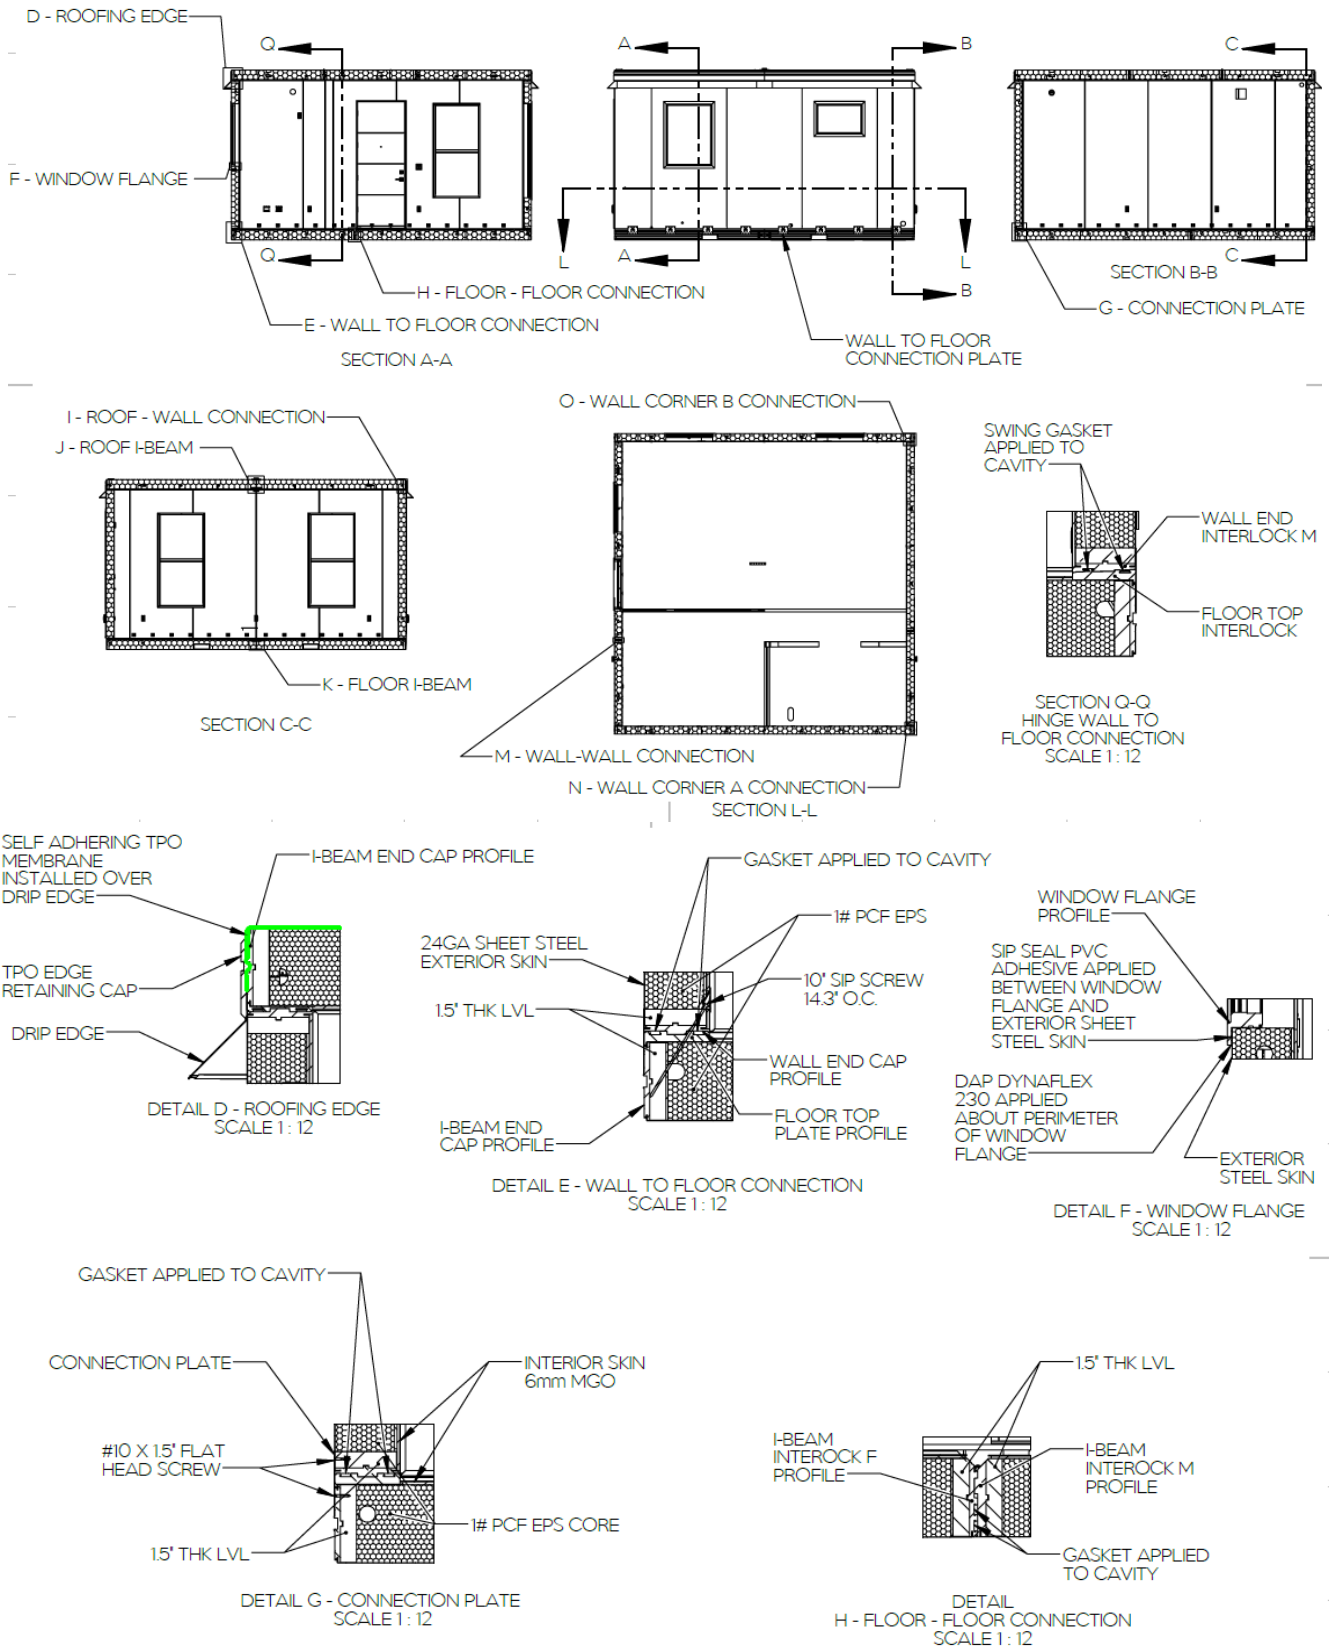 D - ROOFING EDGE
Q
A
B
C
F - WINDOW FLANGE
Q
A
L
L
B
C
H - FLOOR - FLOOR CONNECTION
E - WALL TO FLOOR CONNECTION
SECTION A-A
WALL TO FLOOR
CONNECTION PLATE
SECTION B-B
G - CONNECTION PLATE
I - ROOF - WALL CONNECTION
J - ROOF I-BEAM
K - FLOOR I-BEAM
SECTION C-C
O - WALL CORNER B CONNECTION
M - WALL-WALL CONNECTION
N - WALL CORNER A CONNECTION
SECTION L-L
SWING GASKET
APPLIED TO
CAVITY
WALL END
INTERLOCK M
FLOOR TOP
INTERLOCK
SECTION Q-Q
HINGE WALL TO
FLOOR CONNECTION
SCALE 1 : 12
SELF ADHERING TPO
MEMBRANE
INSTALLED OVER
DRIP EDGE
I-BEAM END CAP PROFILE
TPO EDGE
RETAINING CAP
DRIP EDGE
DETAIL D - ROOFING EDGE
SCALE 1 : 12
GASKET APPLIED TO CAVITY
1# PCF EPS
24GA SHEET STEEL
EXTERIOR SKIN
10" SIP SCREW
14.3" O.C.
1.5" THK LVL
WALL END CAP
PROFILE
I-BEAM END
CAP PROFILE
FLOOR TOP
PLATE PROFILE
DETAIL E - WALL TO FLOOR CONNECTION
SCALE 1 : 12
WINDOW FLANGE
PROFILE
SIP SEAL PVC
ADHESIVE APPLIED
BETWEEN WINDOW
FLANGE AND
EXTERIOR SHEET
STEEL SKIN
DAP DYNAFLEX
230 APPLIED
ABOUT PERIMETER
OF WINDOW
FLANGE
EXTERIOR
STEEL SKIN
DETAIL F - WINDOW FLANGE
SCALE 1 : 12
GASKET APPLIED TO CAVITY
CONNECTION PLATE
INTERIOR SKIN
6mm MGO
#10 X 1.5" FLAT
HEAD SCREW
1.5" THK LVL
1# PCF EPS CORE
DETAIL G - CONNECTION PLATE
SCALE 1 : 12
1.5" THK LVL
I-BEAM
INTEROCK F
PROFILE
I-BEAM
INTEROCK M
PROFILE
GASKET APPLIED
TO CAVITY
DETAIL
H - FLOOR - FLOOR CONNECTION
SCALE 1 : 12